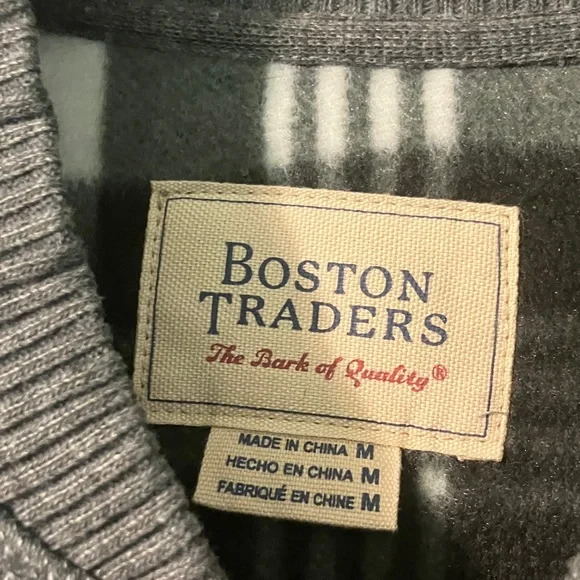 BOSTON
TRADERS
The Bark of Quality®
MADE IN CHINA M
HECHO EN CHINA M
FABRIQUÉ EN CHINE M